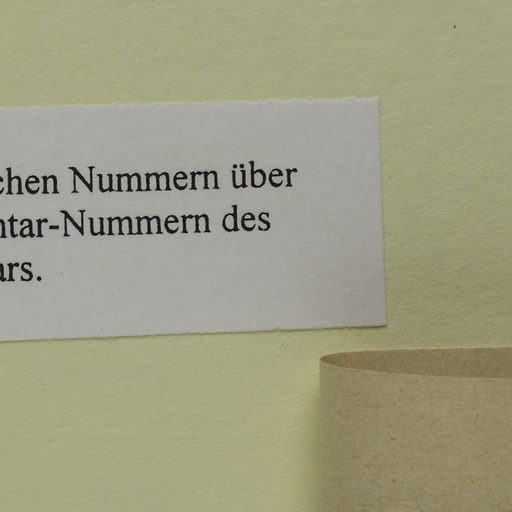 chen Nummern über
ntar-Nummern des
ars.